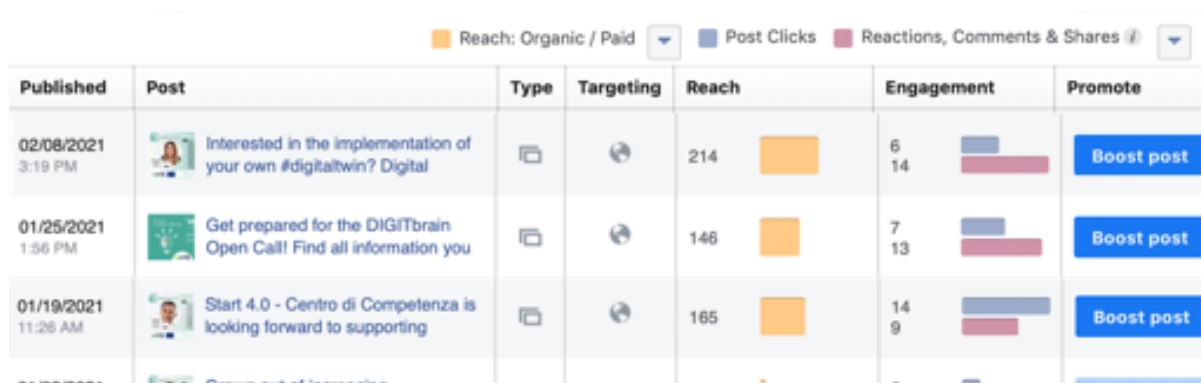 Reach: Organic / Paid Post Clicks Reactions, Comments & Shares i
Published Post Type Targeting Reach Engagement Promote
02/08/2021 Interested in the implementation of 6
3:19 PM your own #digitaltwin? Digital 214 14 Boost post
01/25/2021 Get prepared for the DIGITbrain 7
1:56 PM Open Call! Find all information you 146 13 Boost post
01/19/2021 Start 4.0 - Centro di Competenza is 14
11:26 AM looking forward to supporting 165 9 Boost post